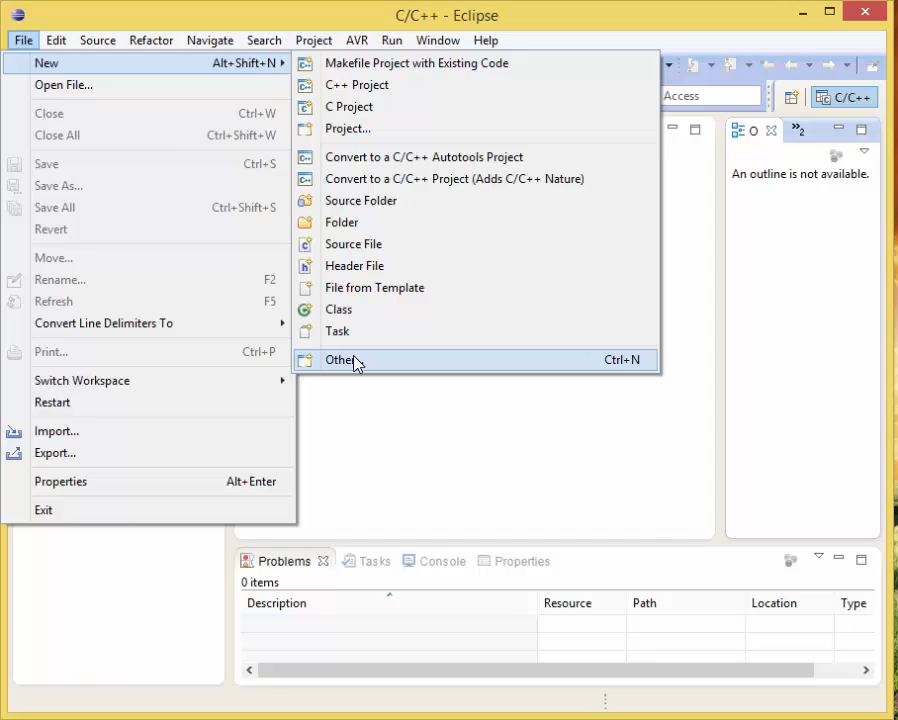 C/C++ - Eclipse
File Edit Source Refactor Navigate Search Project AVR Run Window Help
New Alt+Shift+N
Open File...
Close Ctrl+W
Close All Ctrl+Shift+W
Save Ctrl+S
Save As...
Save All Ctrl+Shift+S
Revert
Move...
Rename... F2
Refresh F5
Convert Line Delimiters To
Print... Ctrl+P
Switch Workspace
Restart
Import...
Export...
Properties Alt+Enter
Exit
Makefile Project with Existing Code
C++ Project
C Project
Project...
Convert to a C/C++ Autotools Project
Convert to a C/C++ Project (Adds C/C++ Nature)
Source Folder
Folder
Source File
Header File
File from Template
Class
Task
Other Ctrl+N
Access
C/C++
O
2
An outline is not available.
Problems Tasks Console Properties
0 items
Description Resource Path Location Type